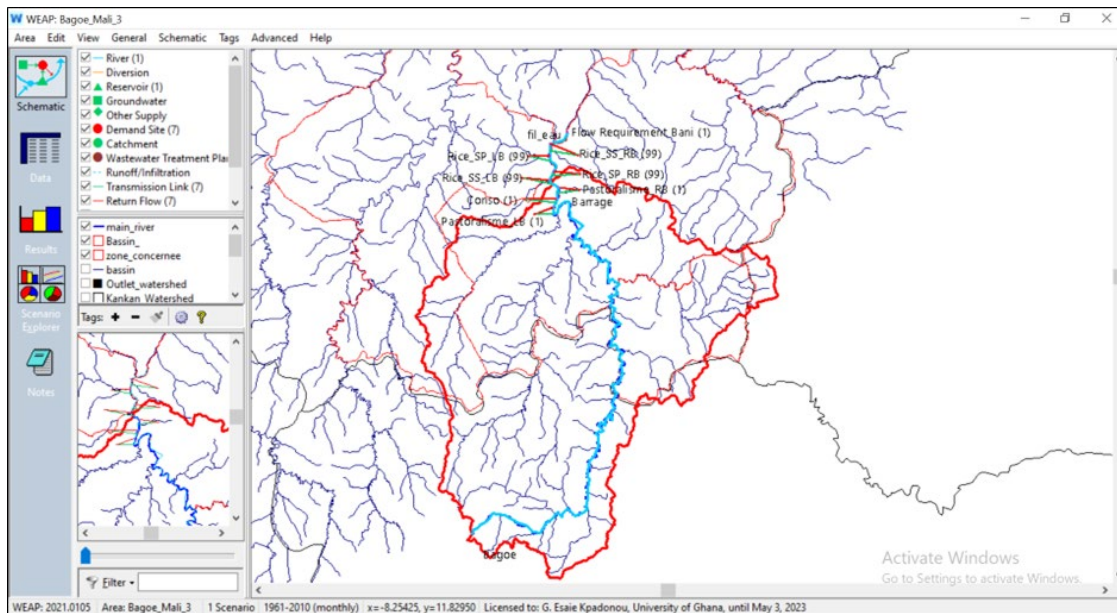 WEAP: Bagoe_Mali_3
Area Edit View General Schematic Tags Advanced Help
Schematic
Data
Results
Scenario Explorer
Notes
River (1)
Diversion
Reservoir (1)
Groundwater
Other Supply
Demand Site (7)
Catchment
Wastewater Treatment Plan
Runoff/Infiltration
Transmission Link (7)
Return Flow (7)
main_river
Bassin_
zone_concernee
bassin
Outlet_watershed
Kankan_Watershed
Tags:
Filter
fil_eau
Flow Requirement Bani (1)
Rice_SP_LB (99)
Rice_SS_RB (99)
Rice_SS_LB (99)
Rice_SP_RB (99)
Pastoralisme_RB (1)
Conso (1)
Barrage
Pastoralisme_LB (1)
Bagoe
Activate Windows
Go to Settings to activate Windows.
WEAP: 2021.0105 Area: Bagoe_Mali_3 1 Scenario 1961-2010 (monthly) x=-8.25425, y=11.82950 Licensed to: G. Esaie Kpadonou, University of Ghana, until May 3, 2023